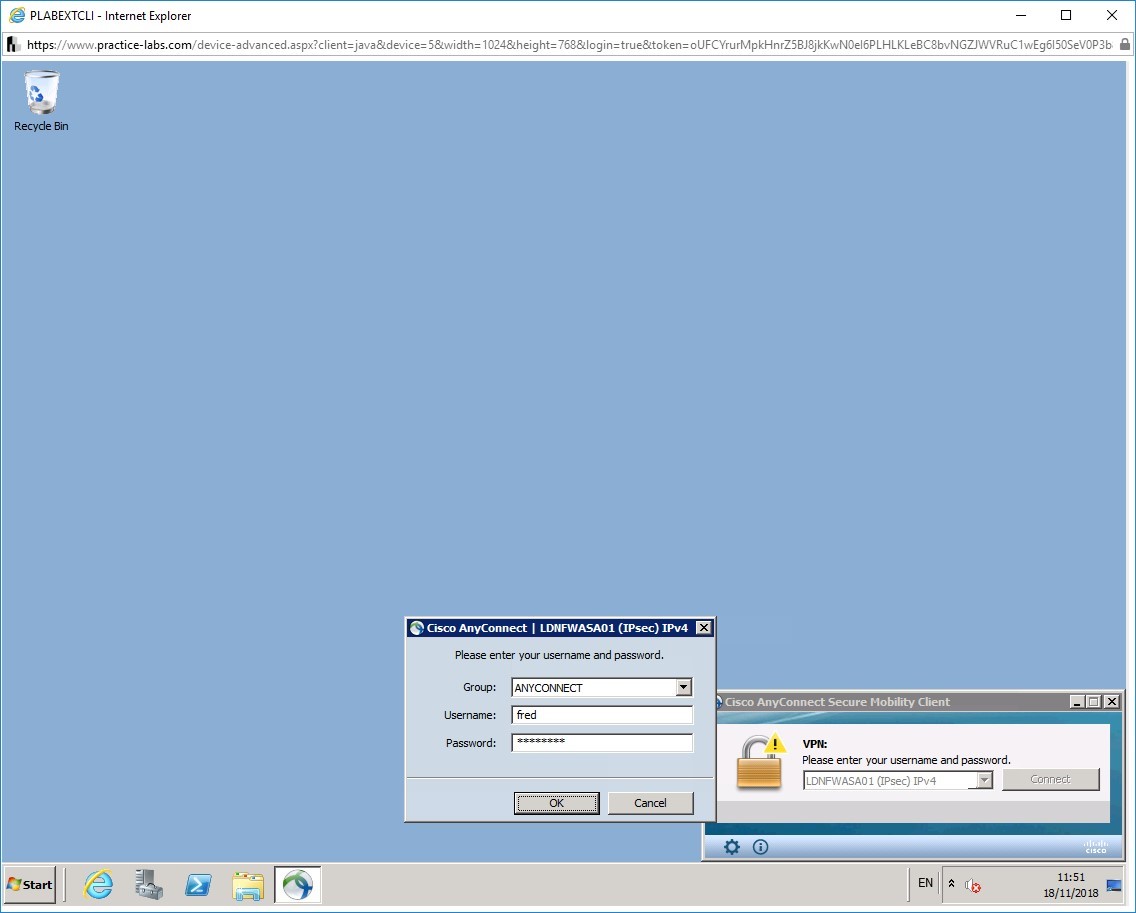 PLABEXTCLI - Internet Explorer
https://www.practice-labs.com/device-advanced.aspx?client=java&device=5&width=1024&height=768&login=true&token=
Recycle Bin
Cisco AnyConnect | LDNFWASA01 (IPsec) IPv4
Please enter your username and password.
Group: ANYCONNECT
Username: fred
Password: ********
OK Cancel
Cisco AnyConnect Secure Mobility Client
VPN:
Please enter your username and password.
LDNFWASA01 (IPsec) IPv4 Connect
cisco
Start
EN
11:51
18/11/2018